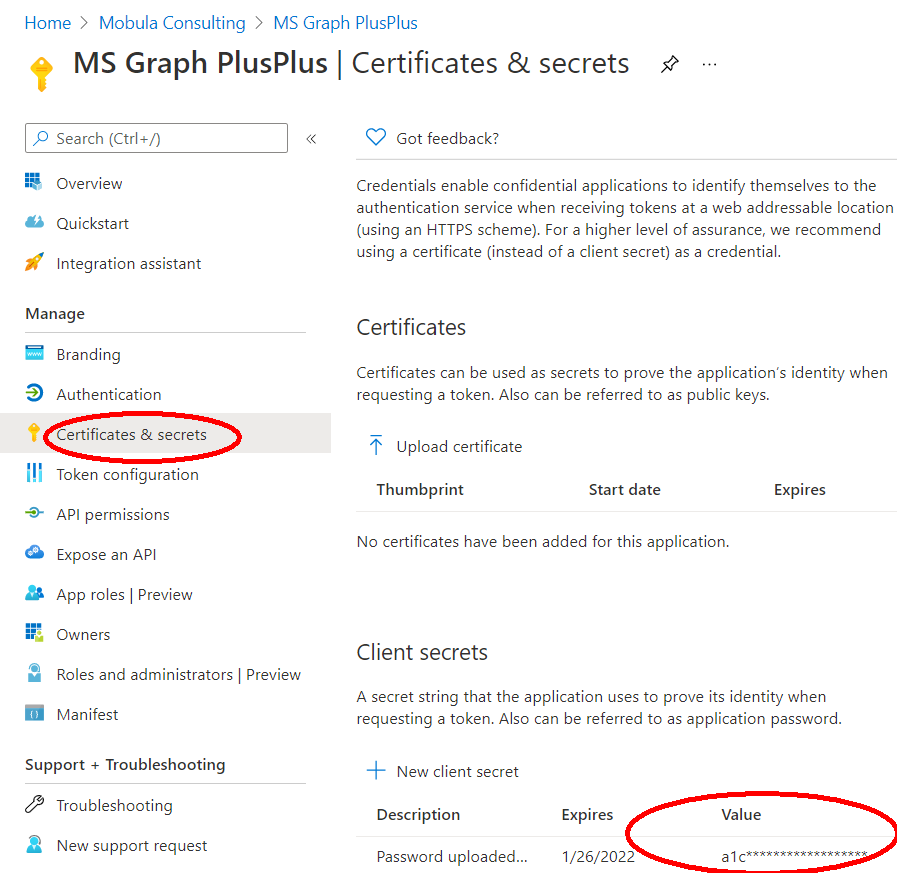 Home > Mobula Consulting > MS Graph PlusPlus
MS Graph PlusPlus | Certificates & secrets
Search (Ctrl+/)
Overview
Quickstart
Integration assistant
Manage
Branding
Authentication
Certificates & secrets
Token configuration
API permissions
Expose an API
App roles | Preview
Owners
Roles and administrators | Preview
Manifest
Support + Troubleshooting
Troubleshooting
New support request
Got feedback?
Credentials enable confidential applications to identify themselves to the
authentication service when receiving tokens at a web addressable location
(using an HTTPS scheme). For a higher level of assurance, we recommend
using a certificate (instead of a client secret) as a credential.
Certificates
Certificates can be used as secrets to prove the application's identity when
requesting a token. Also can be referred to as public keys.
Upload certificate
Thumbprint Start date Expires
No certificates have been added for this application.
Client secrets
A secret string that the application uses to prove its identity when
requesting a token. Also can be referred to as application password.
New client secret
Description Expires Value
Password uploaded... 1/26/2022 a1c******************